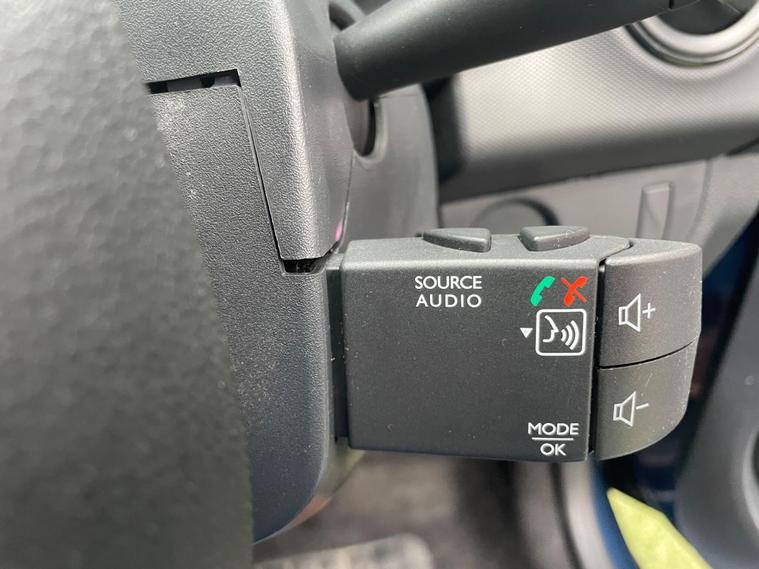 SOURCE
AUDIO
+
MODE
OK
-